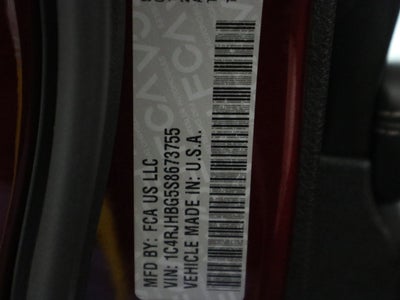 MFD BY: FCA US LLC
VIN: 1C4RJHBG5S8673755
VEHICLE MADE IN: U.S.A.